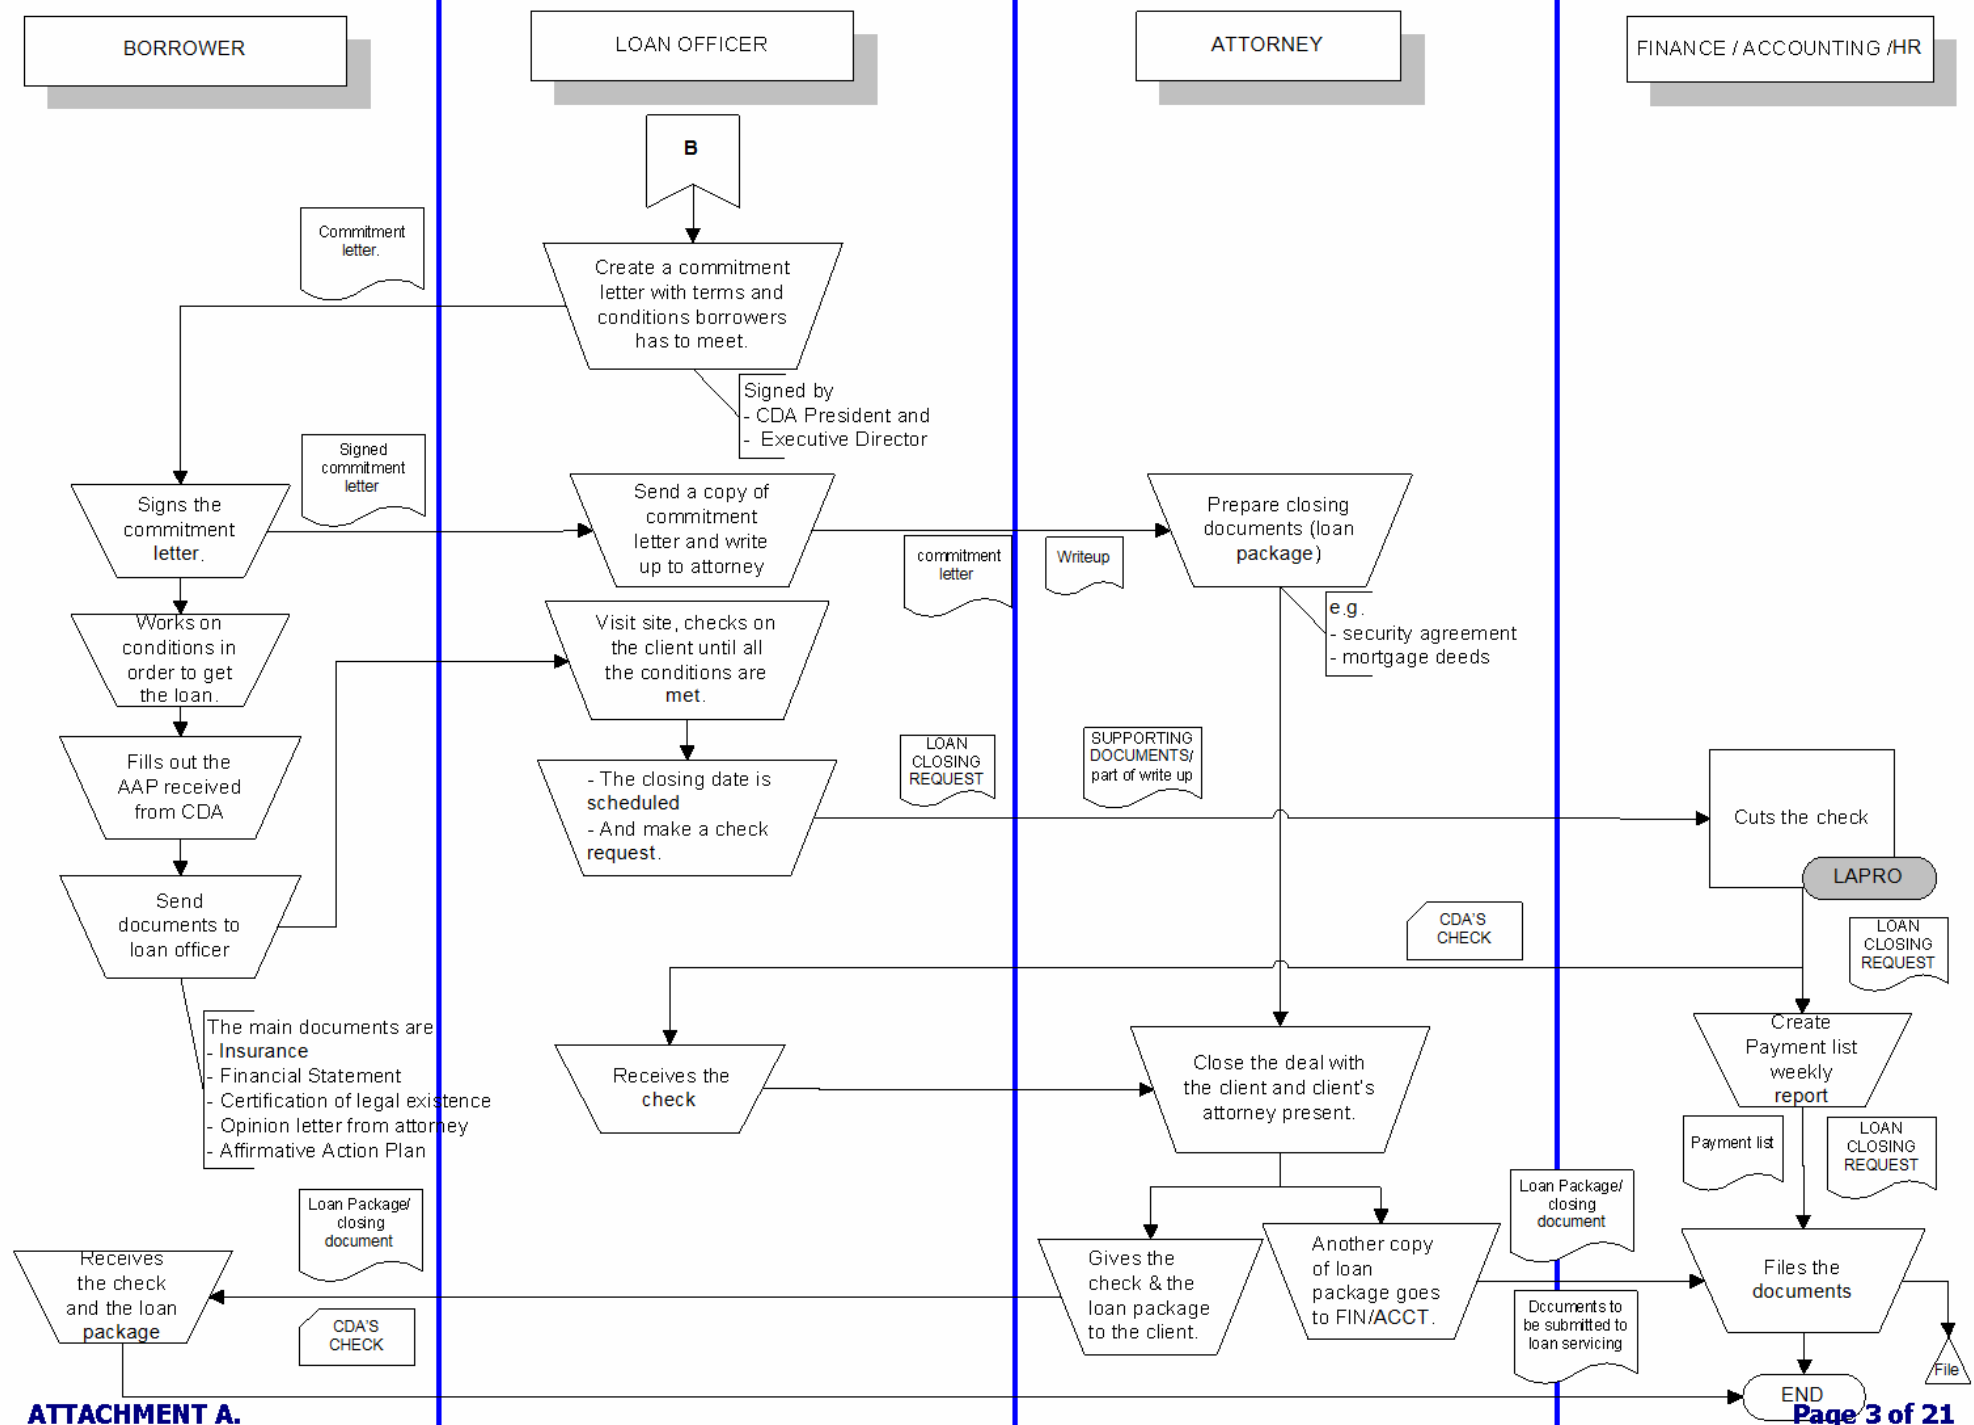 BORROWER
LOAN OFFICER
ATTORNEY
FINANCE / ACCOUNTING /HR
B
Commitment
letter.
Create a commitment
letter with terms and
conditions borrowers
has to meet.
Signed by
- CDA President and
- Executive Director
Signed
commitment
letter
Signs the
commitment
letter.
Send a copy of
commitment
letter and write
up to attorney
commitment
letter
Writeup
Prepare closing
documents (loan
package)
e.g.
- security agreement
- mortgage deeds
Works on
conditions in
order to get
the loan.
Visit site, checks on
the client until all
the conditions are
met.
Fills out the
AAP received
from CDA
- The closing date is
scheduled
- And make a check
request.
LOAN
CLOSING
REQUEST
SUPPORTING
DOCUMENTS/
part of write up
Cuts the check
LAPRO
Send
documents to
loan officer
CDA'S
CHECK
LOAN
CLOSING
REQUEST
The main documents are
- Insurance
- Financial Statement
- Certification of legal existence
- Opinion letter from attorney
- Affirmative Action Plan
Receives the
check
Close the deal with
the client and client's
attorney present.
Create
Payment list
weekly
report
Payment list
LOAN
CLOSING
REQUEST
Loan Package/
closing
document
Loan Package/
closing
document
Receives
the check
and the loan
package
Gives the
check & the
loan package
to the client.
Another copy
of loan
package goes
to FIN/ACCT.
Files the
documents
CDA'S
CHECK
Dccuments to
be submitted to
loan servicing
File
END
ATTACHMENT A.
Page 3 of 21